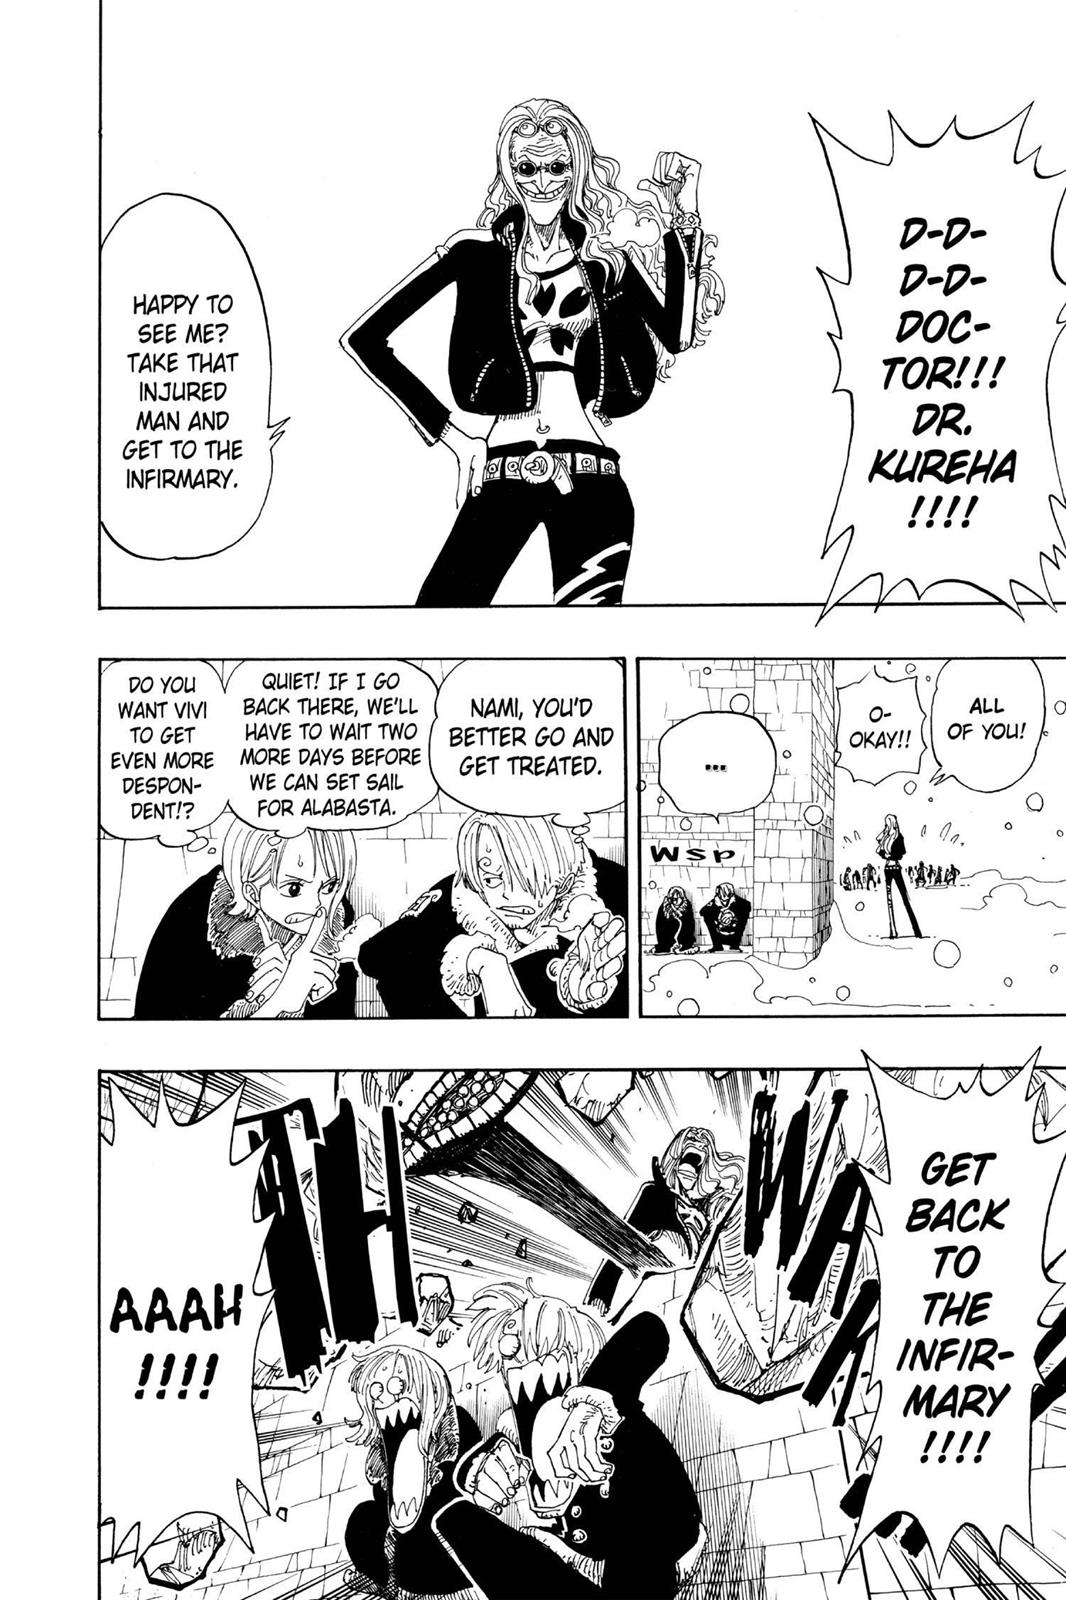 D-D-
D-D-
DOC-
TOR!!!
DR.
KUREHA
!!!!
HAPPY TO
SEE ME?
TAKE THAT
INJURED
MAN AND
GET TO THE
INFIRMARY.
ALL
OF YOU!
O-
OKAY!!
...
WSP
NAMI, YOU'D
BETTER GO AND
GET TREATED.
QUIET! IF I GO
BACK THERE, WE'LL
HAVE TO WAIT TWO
MORE DAYS BEFORE
WE CAN SET SAIL
FOR ALABASTA.
DO YOU
WANT VIVI
TO GET
EVEN MORE
DESPON-
DENT!?
GET
BACK
TO
THE
INFIR-
MARY
!!!!
WAK
AAAH
!!!!